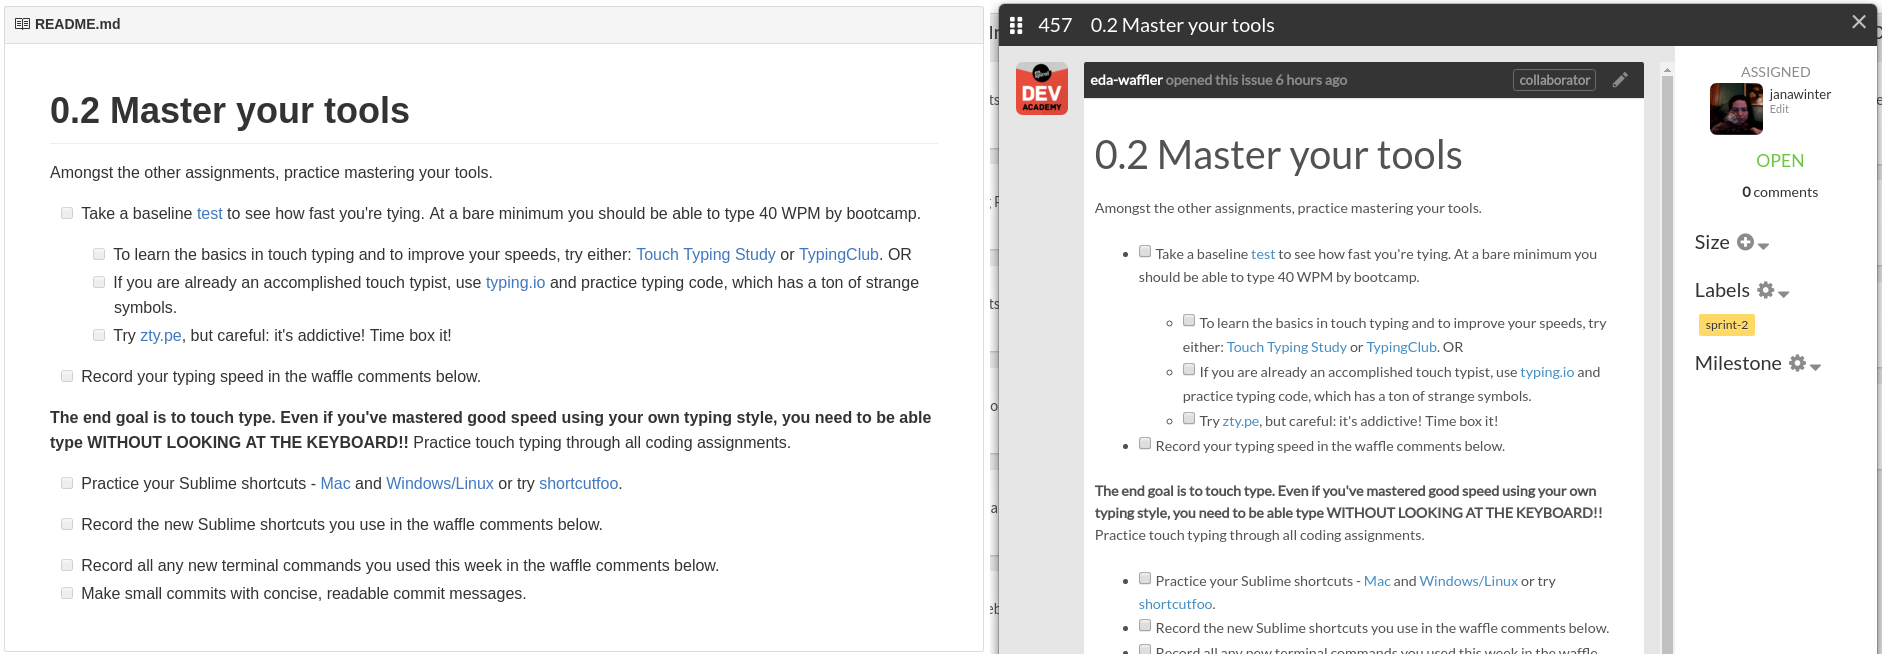 README.md
0.2 Master your tools
Amongst the other assignments, practice mastering your tools.
Take a baseline test to see how fast you're tying. At a bare minimum you should be able to type 40 WPM by bootcamp.
To learn the basics in touch typing and to improve your speeds, try either: Touch Typing Study or TypingClub. OR
If you are already an accomplished touch typist, use typing.io and practice typing code, which has a ton of strange
symbols.
Try zty.pe, but careful: it's addictive! Time box it!
Record your typing speed in the waffle comments below.
The end goal is to touch type. Even if you've mastered good speed using your own typing style, you need to be able
type WITHOUT LOOKING AT THE KEYBOARD!! Practice touch typing through all coding assignments.
Practice your Sublime shortcuts - Mac and Windows/Linux or try shortcutfoo.
Record the new Sublime shortcuts you use in the waffle comments below.
Record all any new terminal commands you used this week in the waffle comments below.
Make small commits with concise, readable commit messages.
457 0.2 Master your tools
DEV
ACADEMY
eda-waffler opened this issue 6 hours ago collaborator
0.2 Master your tools
Amongst the other assignments, practice mastering your tools.
Take a baseline test to see how fast you're tying. At a bare minimum you
should be able to type 40 WPM by bootcamp.
To learn the basics in touch typing and to improve your speeds, try
either: Touch Typing Study or TypingClub. OR
If you are already an accomplished touch typist, use typing.io and
practice typing code, which has a ton of strange symbols.
Try zty.pe, but careful: it's addictive! Time box it!
Record your typing speed in the waffle comments below.
The end goal is to touch type. Even if you've mastered good speed using your own
typing style, you need to be able type WITHOUT LOOKING AT THE KEYBOARD!!
Practice touch typing through all coding assignments.
Practice your Sublime shortcuts - Mac and Windows/Linux or try
shortcutfoo.
Record the new Sublime shortcuts you use in the waffle comments below.
Record all any new terminal commands you used this week in the waffle
ASSIGNED
janawinter
Edit
OPEN
0 comments
Size
Labels
sprint-2
Milestone